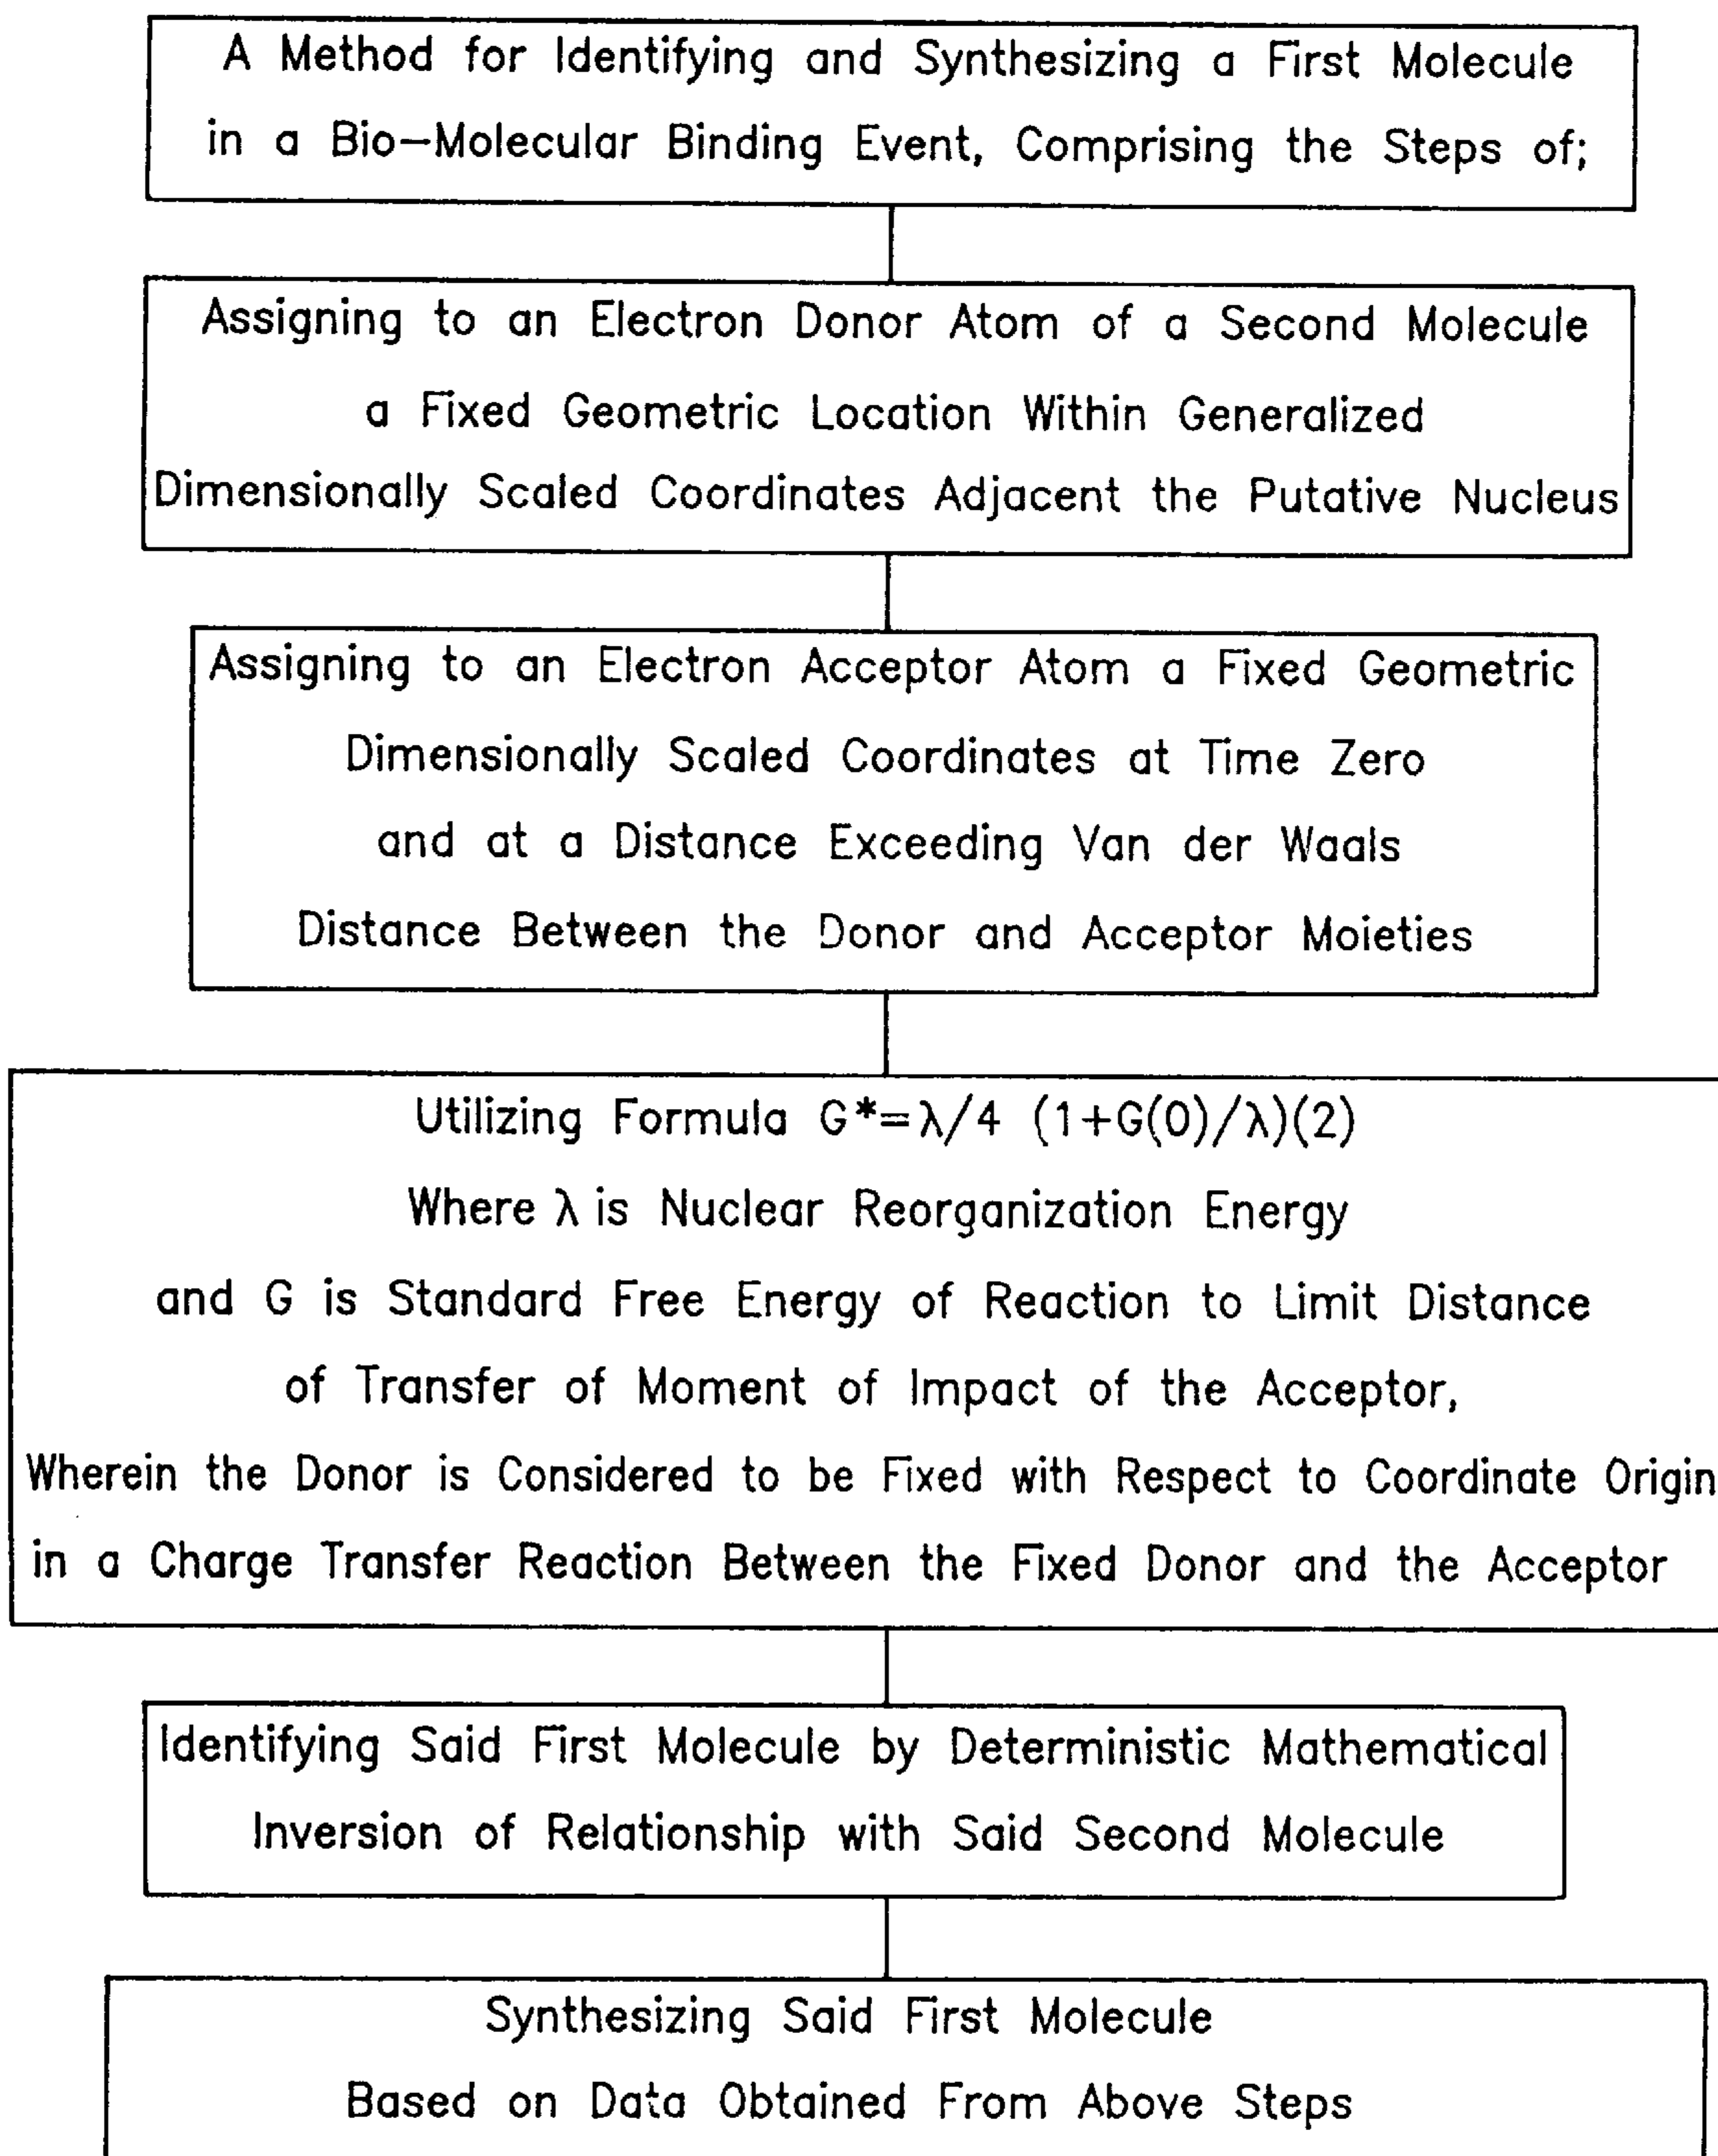 A Method for Identifying and Synthesizing a First Molecule
in a Bio-Molecular Binding Event, Comprising the Steps of;
Assigning to an Electron Donor Atom of a Second Molecule
a Fixed Geometric Location Within Generalized
Dimensionally Scaled Coordinates Adjacent the Putative Nucleus
Assigning to an Electron Acceptor Atom a Fixed Geometric
Dimensionally Scaled Coordinates at Time Zero
and at a Distance Exceeding Van der Waals
Distance Between the Donor and Acceptor Moieties
Utilizing Formula G*=λ/4 (1+G(0)/λ)(2)
Where λ is Nuclear Reorganization Energy
and G is Standard Free Energy of Reaction to Limit Distance
of Transfer of Moment of Impact of the Acceptor,
Wherein the Donor is Considered to be Fixed with Respect to Coordinate Origin
in a Charge Transfer Reaction Between the Fixed Donor and the Acceptor
Identifying Said First Molecule by Deterministic Mathematical
Inversion of Relationship with Said Second Molecule
Synthesizing Said First Molecule
Based on Data Obtained From Above Steps